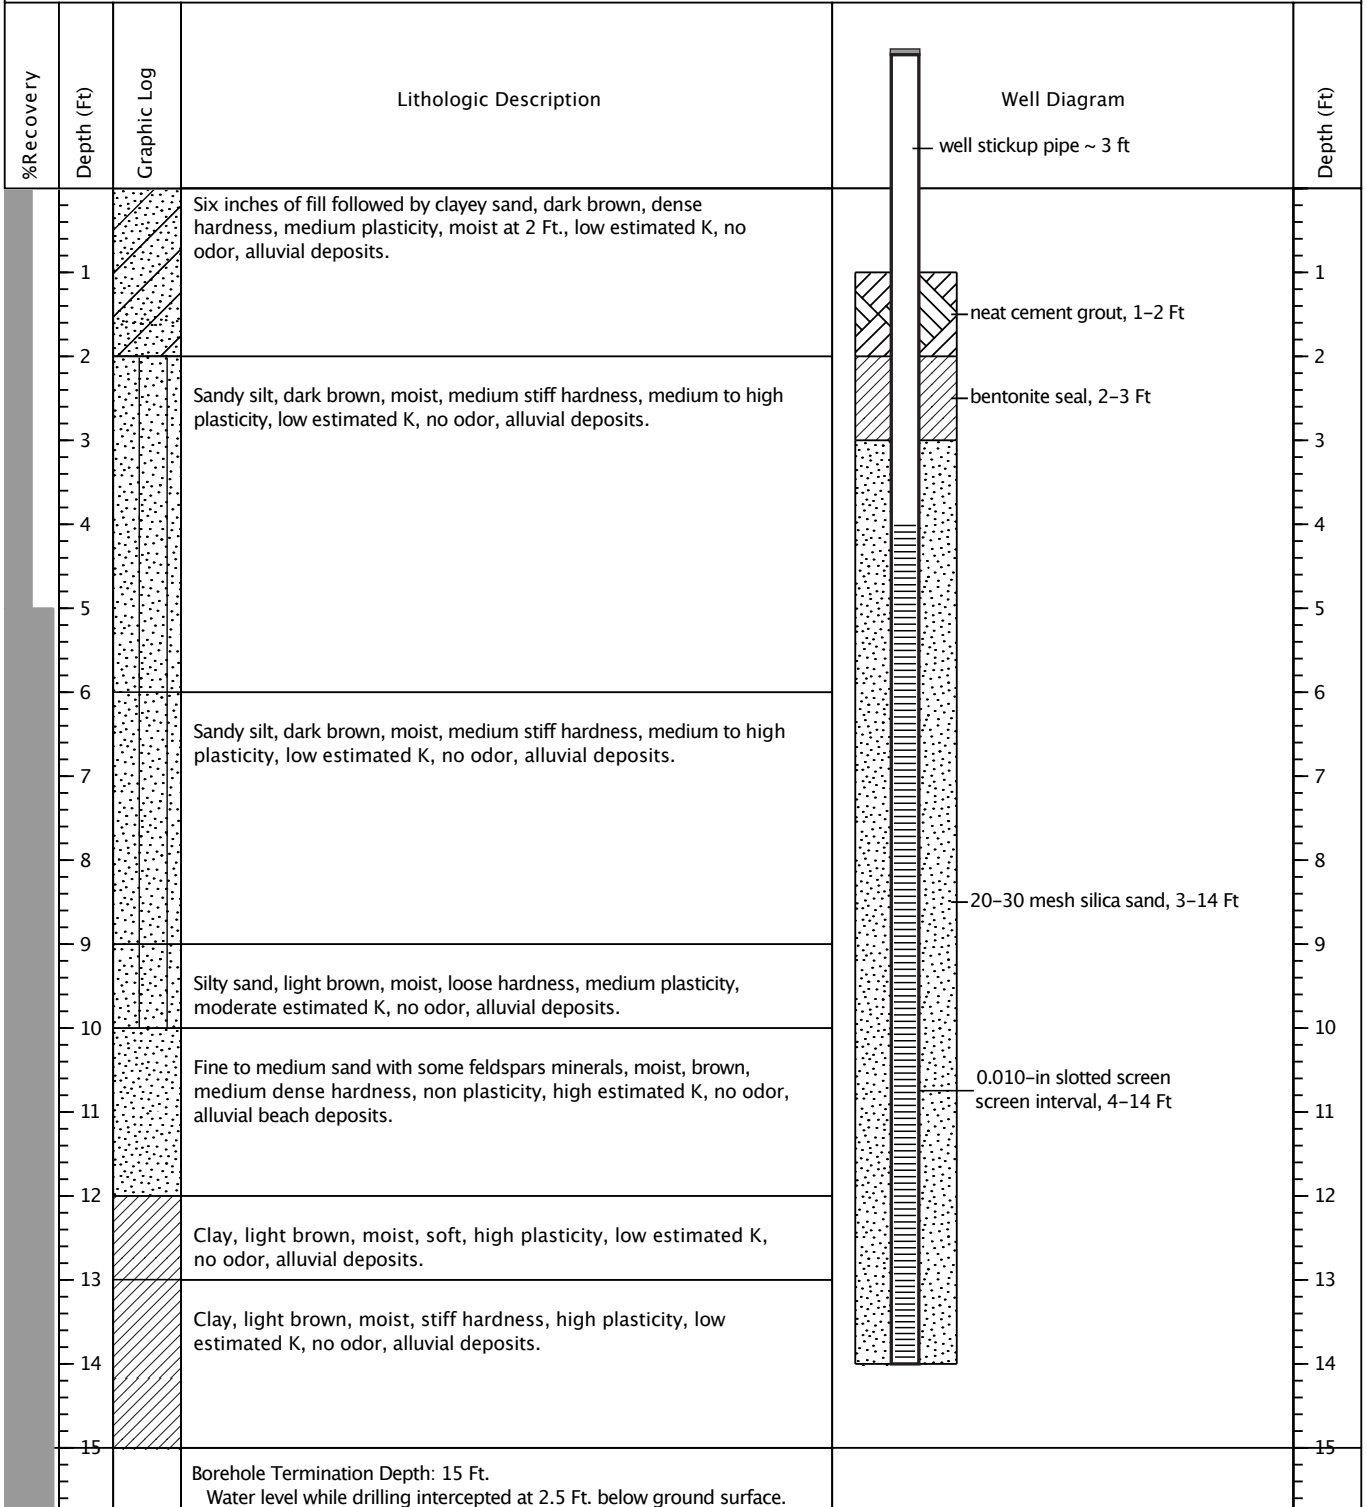 %Recovery
Depth (Ft)
Graphic Log
Lithologic Description
Well Diagram
Depth (Ft)
well stickup pipe ~ 3 ft
Six inches of fill followed by clayey sand, dark brown, dense
hardness, medium plasticity, moist at 2 Ft., low estimated K, no
odor, alluvial deposits.
1
1
neat cement grout, 1–2 Ft
2
2
Sandy silt, dark brown, moist, medium stiff hardness, medium to high
plasticity, low estimated K, no odor, alluvial deposits.
bentonite seal, 2–3 Ft
3
3
4
4
5
5
6
6
Sandy silt, dark brown, moist, medium stiff hardness, medium to high
plasticity, low estimated K, no odor, alluvial deposits.
7
7
8
8
20–30 mesh silica sand, 3–14 Ft
9
9
Silty sand, light brown, moist, loose hardness, medium plasticity,
moderate estimated K, no odor, alluvial deposits.
10
10
Fine to medium sand with some feldspars minerals, moist, brown,
medium dense hardness, non plasticity, high estimated K, no odor,
alluvial beach deposits.
0.010–in slotted screen
screen interval, 4–14 Ft
11
11
12
12
Clay, light brown, moist, soft, high plasticity, low estimated K,
no odor, alluvial deposits.
13
13
Clay, light brown, moist, stiff hardness, high plasticity, low
estimated K, no odor, alluvial deposits.
14
14
15
15
Borehole Termination Depth: 15 Ft.
Water level while drilling intercepted at 2.5 Ft. below ground surface.